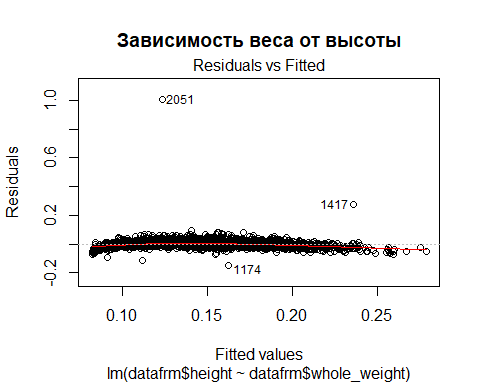 Зависимость веса от высоты
Residuals vs Fitted
Residuals
1.0
0.6
0.2
-0.2
2051
1417
1174
0.10 0.15 0.20 0.25
Fitted values
lm(datafrm$height ~ datafrm$whole_weight)